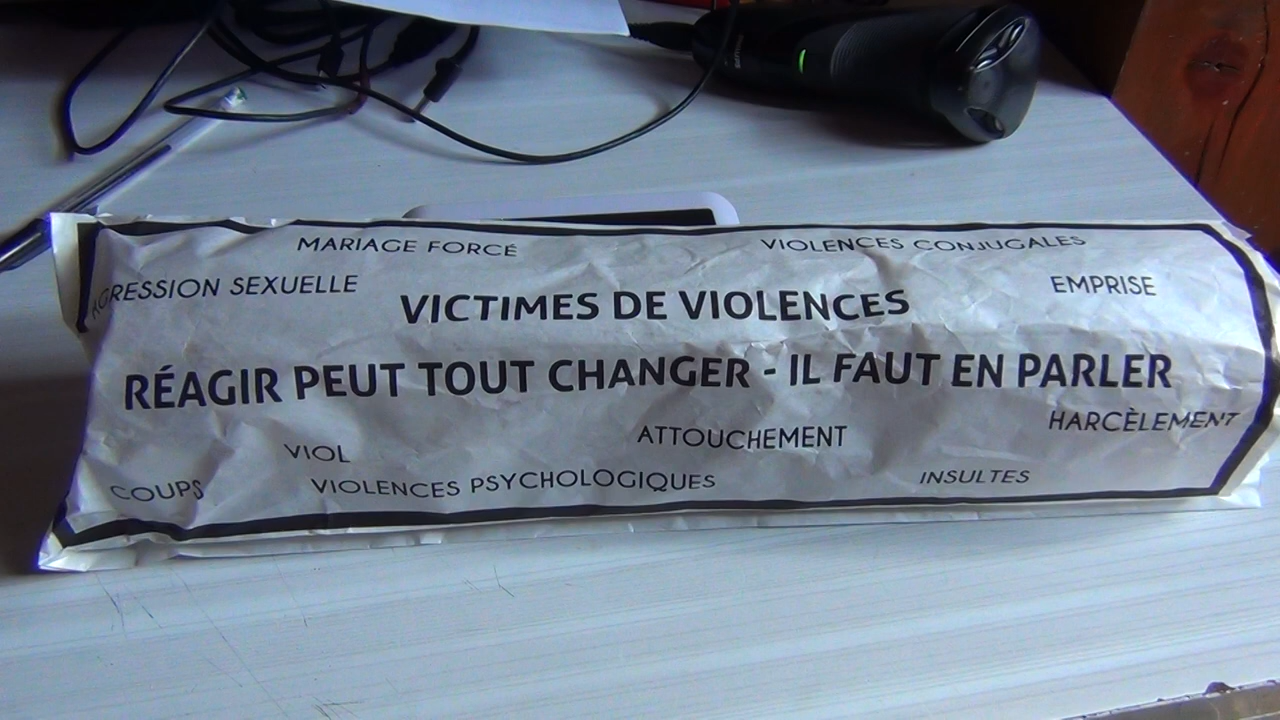 MARIAGE FORCÉ
VIOLENCES CONJUGALES
AGRESSION SEXUELLE
EMPRISE
VICTIMES DE VIOLENCES
RÉAGIR PEUT TOUT CHANGER - IL FAUT EN PARLER
HARCÈLEMENT
ATTOUCHEMENT
VIOL
INSULTES
VIOLENCES PSYCHOLOGIQUES
COUPS